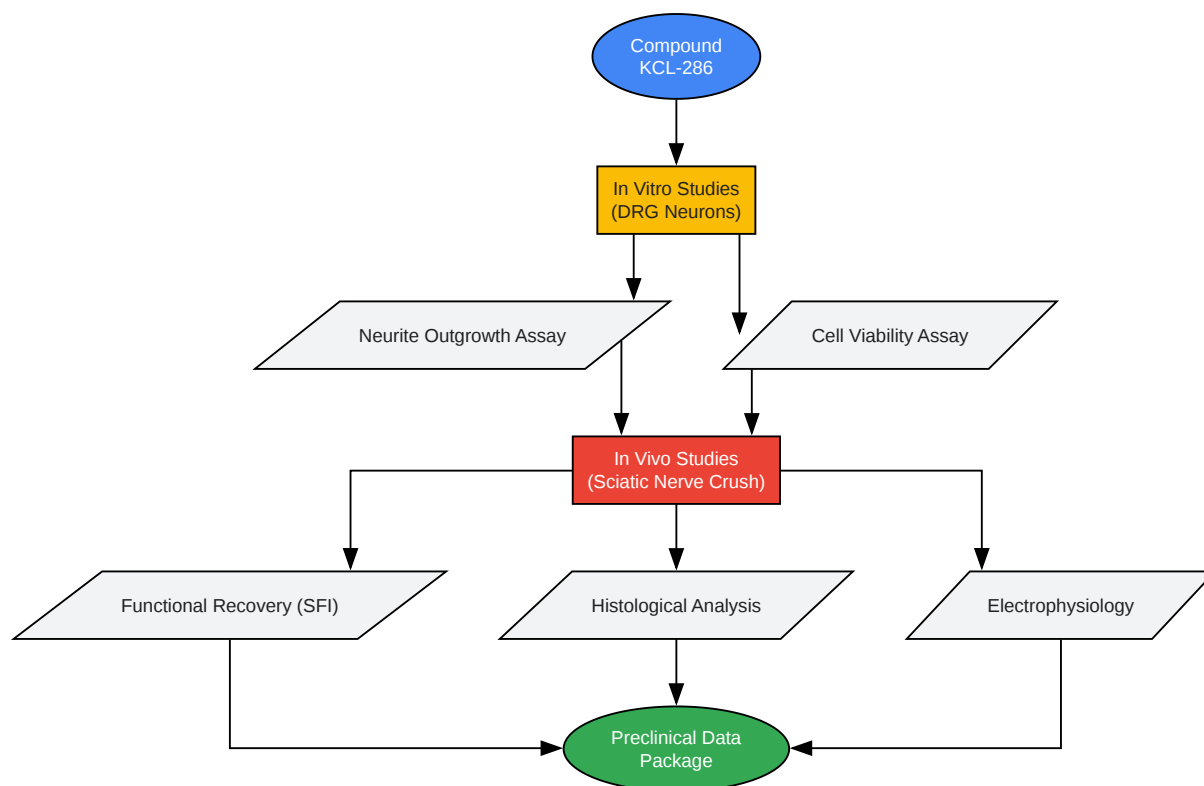 Compound
KCL-286
In Vitro Studies
(DRG Neurons)
Neurite Outgrowth Assay
Cell Viability Assay
In Vivo Studies
(Sciatic Nerve Crush)
Functional Recovery (SFI)
Histological Analysis
Electrophysiology
Preclinical Data
Package